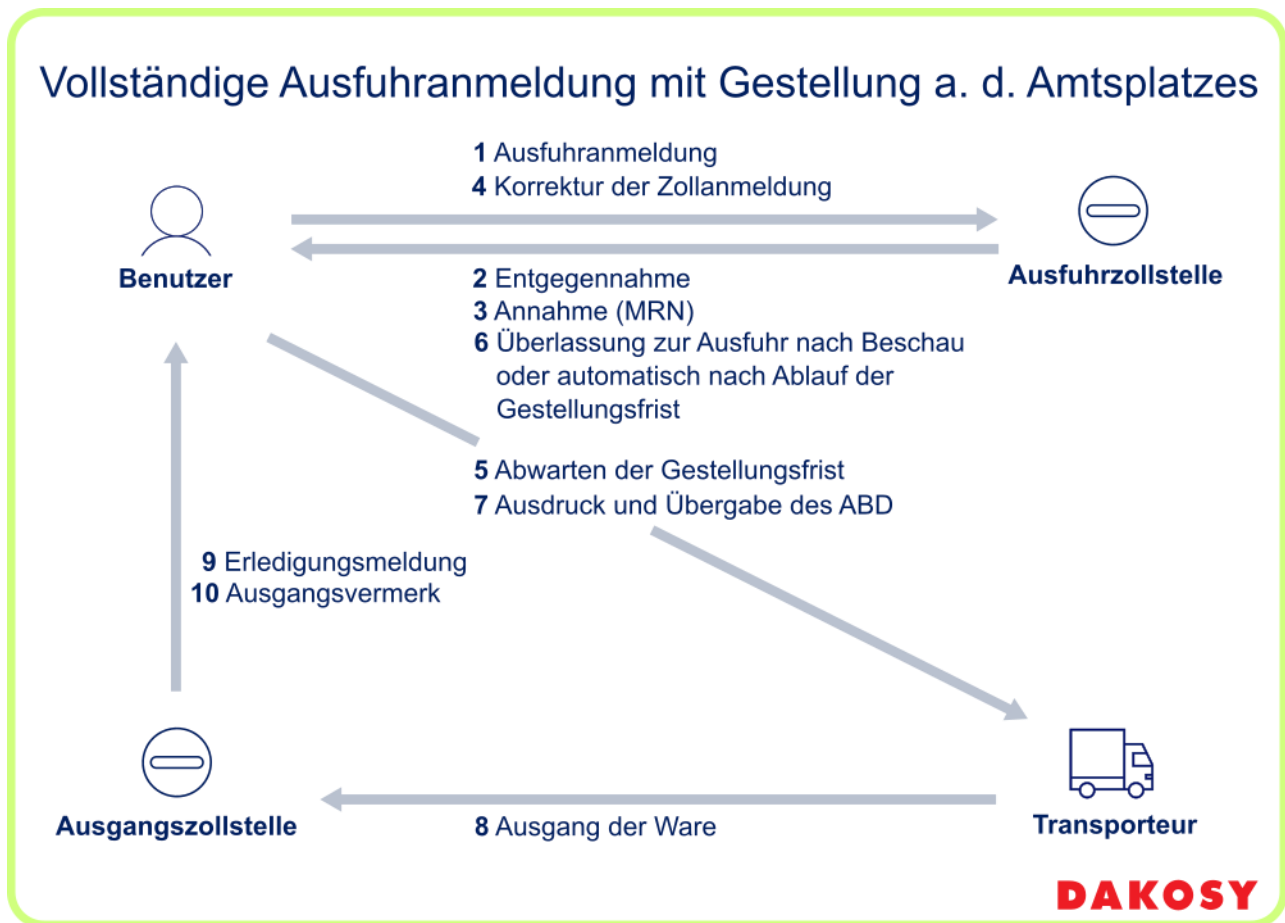 Vollständige Ausfuhranmeldung mit Gestellung a. d. Amtsplatzes
1 Ausfuhranmeldung
4 Korrektur der Zollanmeldung
Benutzer
Ausfuhrzollstelle
2 Entgegennahme
3 Annahme (MRN)
6 Überlassung zur Ausfuhr nach Beschau
oder automatisch nach Ablauf der
Gestellungsfrist
5 Abwarten der Gestellungsfrist
7 Ausdruck und Übergabe des ABD
9 Erledigungsmeldung
10 Ausgangsvermerk
Ausgangszollstelle
8 Ausgang der Ware
Transporteur
DAKOSY